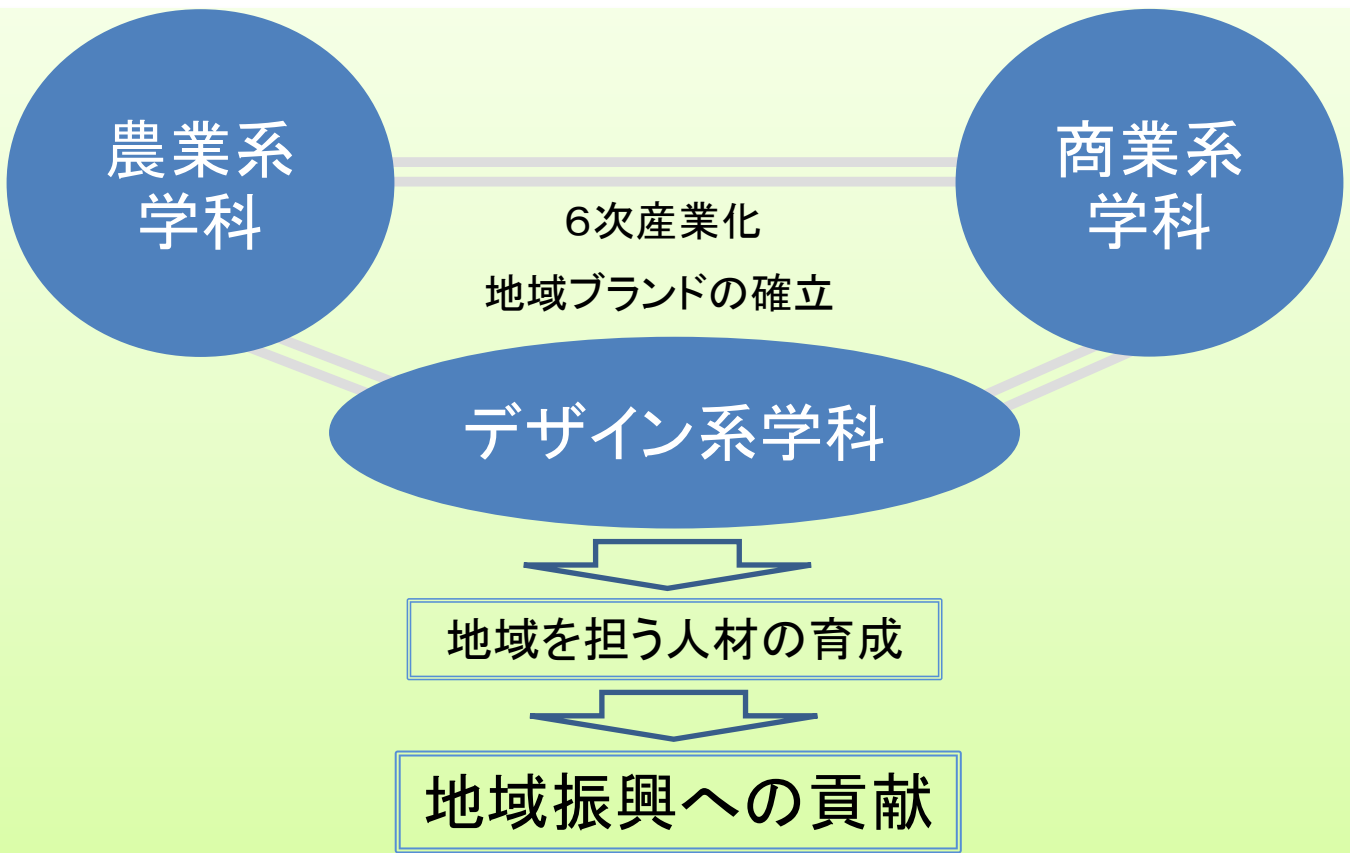 農業系
学科
商業系
学科
６次産業化
地域ブランドの確立
デザイン系学科
地域を担う人材の育成
地域振興への貢献